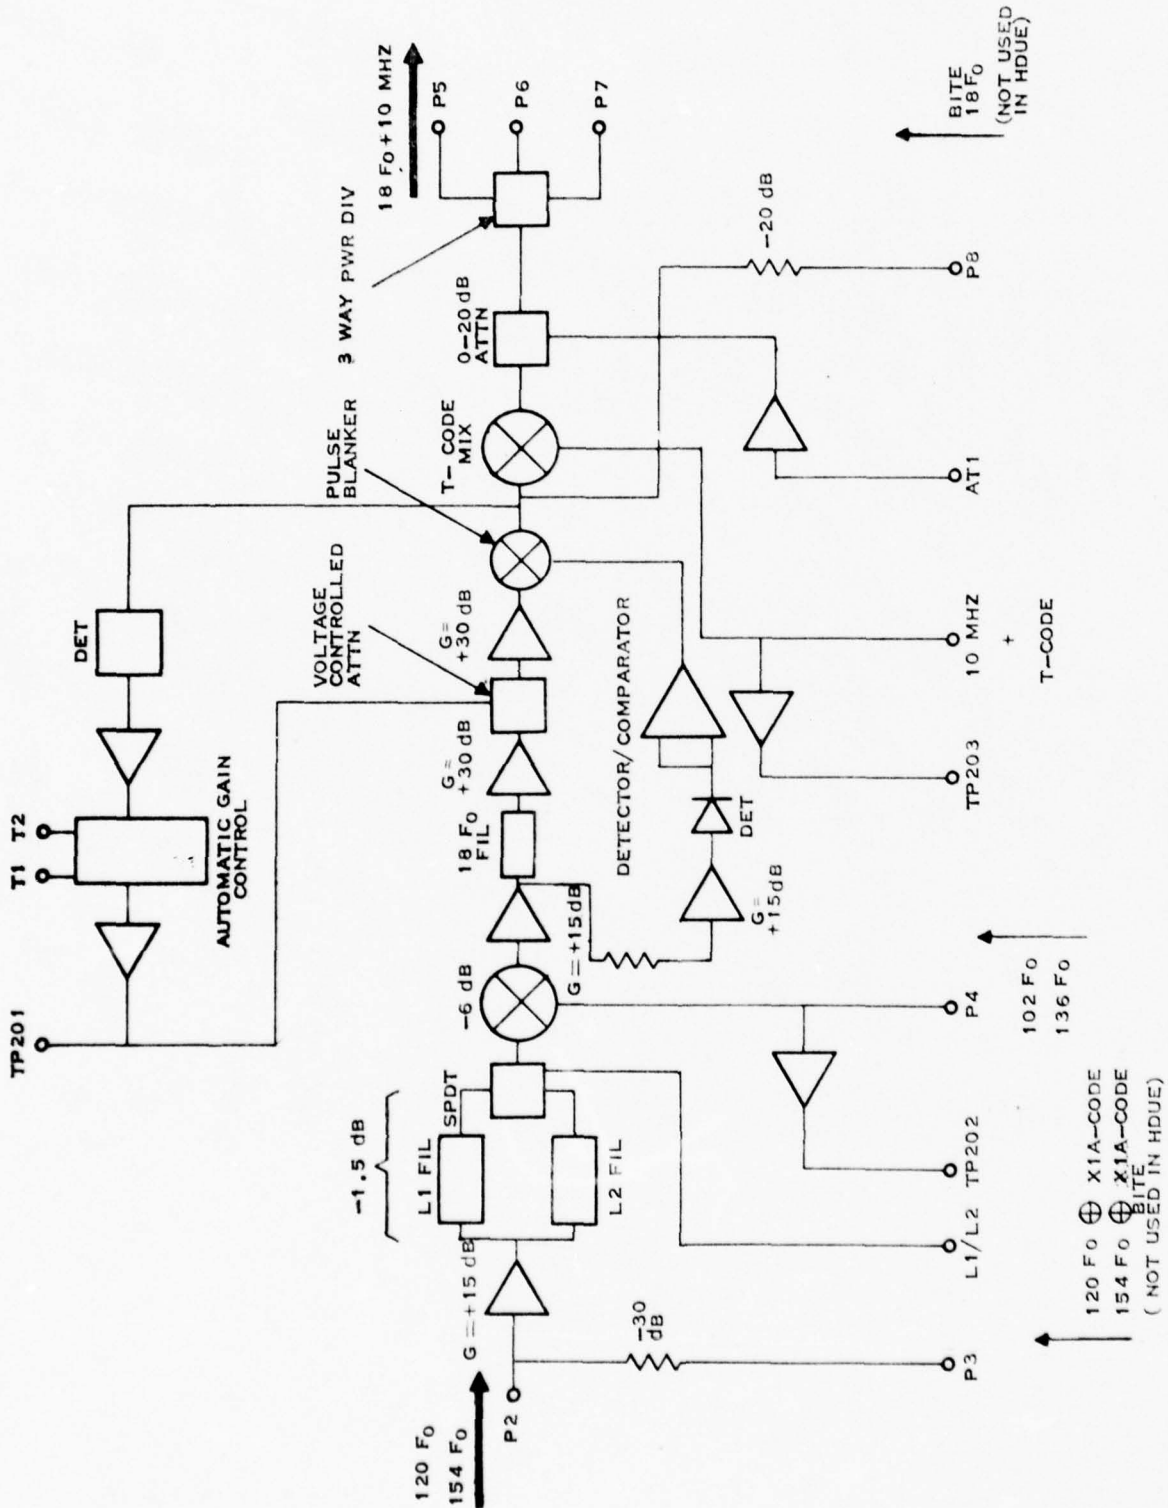 TP201
T1
T2
AUTOMATIC GAIN
CONTROL
DET
120 F0
154 F0
P2
G=+15 dB
-1.5 dB
L1 FIL
SPDT
L2 FIL
-6 dB
G=+15dB
18 F0
FIL
G=
+30 dB
VOLTAGE
CONTROLLED
ATTN
G=
+30 dB
PULSE
BLANKER
T-CODE
MIX
3 WAY PWR DIV
0-20 dB
ATTN
18 F0+10 MHZ
P5
P6
P7
-30
dB
DETECTOR/COMPARATOR
G=
+15dB
DET
-20 dB
P3
L1/L2
TP202
P4
TP203
10 MHZ
+
T-CODE
AT1
P8
120 F0 ⊕ X1A-CODE
154 F0 ⊕ X1A-CODE
BITE
( NOT USED IN HDUE)
102 F0
136 F0
BITE
18 F0
(NOT USED
IN HDUE)